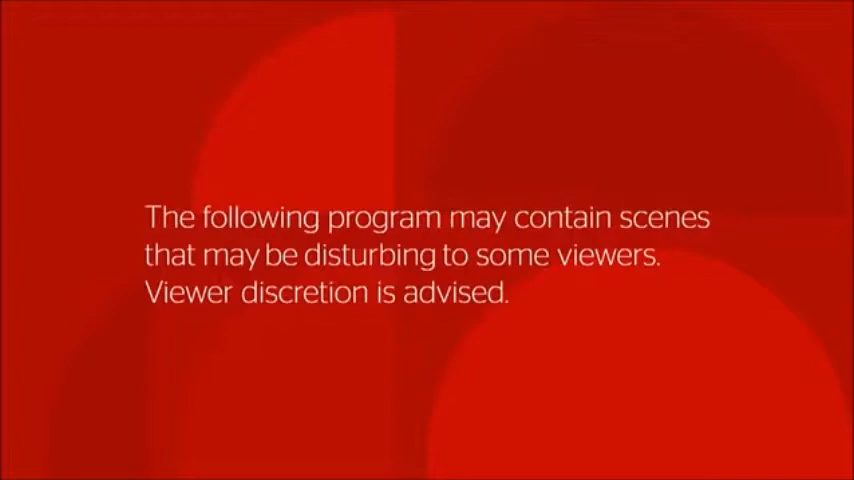 The following program may contain scenes
that may be disturbing to some viewers.
Viewer discretion is advised.